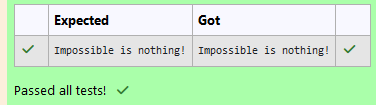 Expected Got
Impossible is nothing! Impossible is nothing!
Passed all tests!